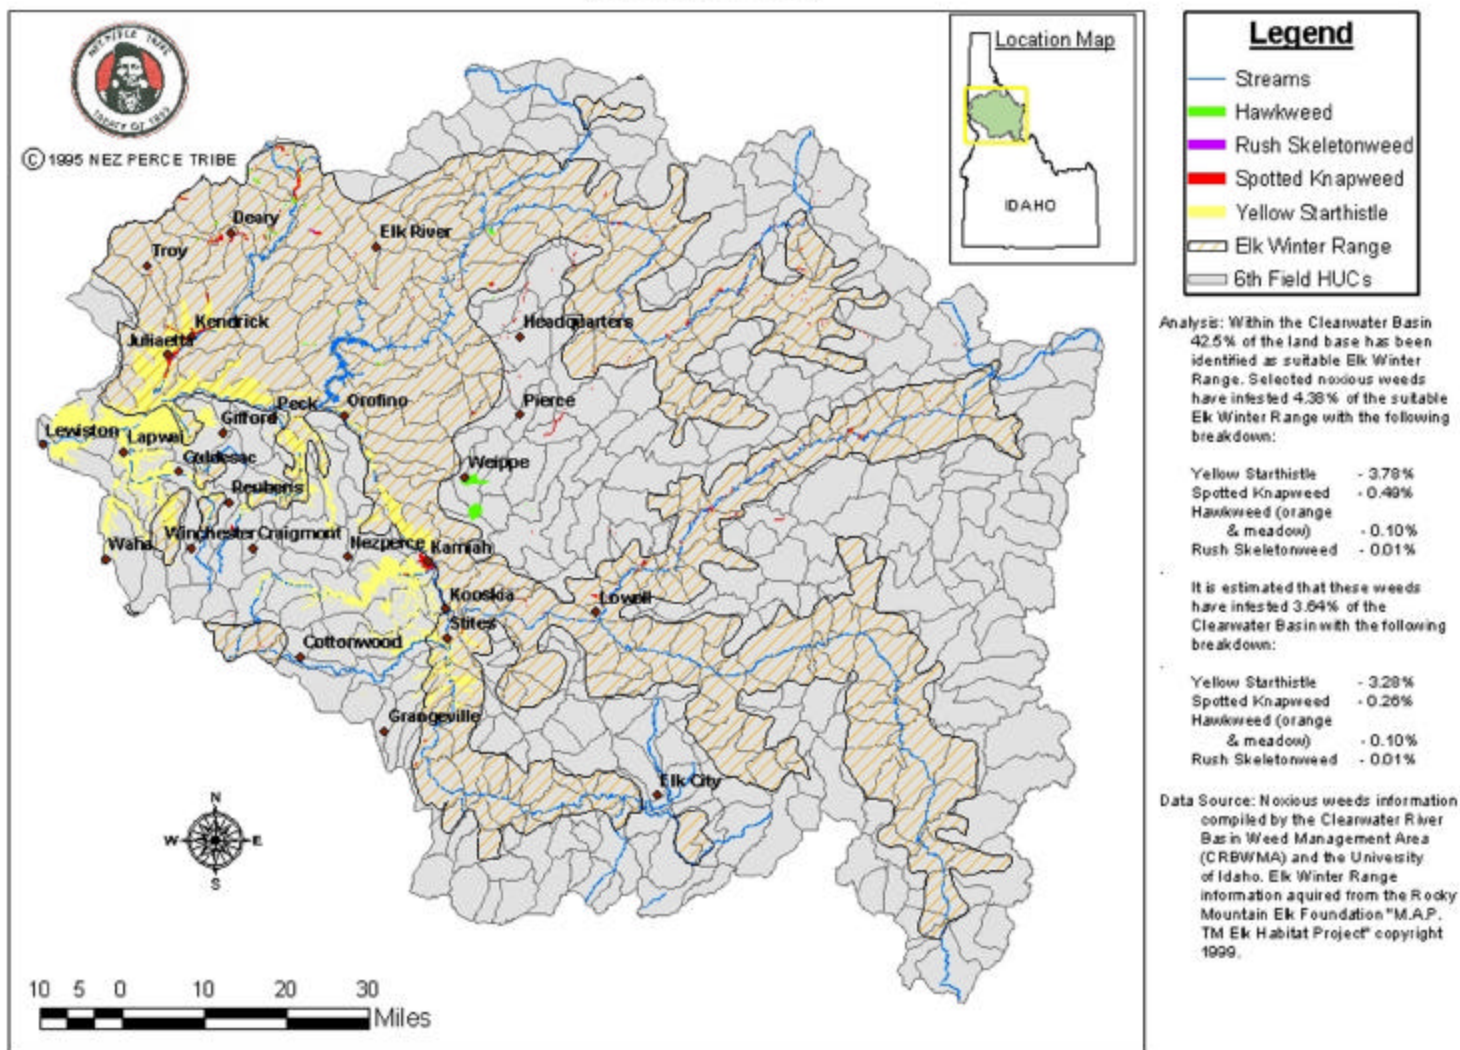 NEZ PERCE TRIBE
TREATY OF 1855
© 1995 NEZ PERCE TRIBE
Location Map
IDAHO
Legend
Streams
Hawkweed
Rush Skeletonweed
Spotted Knapweed
Yellow Starthistle
Elk Winter Range
6th Field HUCs
Deary
Troy
Elk River
Kendrick
Juliaetta
Headquarters
Peck
Orofino
Pierce
Gifford
Lewiston
Lapwai
Culdesac
Weippe
Reubens
Winchester
Craigmont
Nezperce
Kamiah
Waha
Kooskia
Lowell
Stites
Cottonwood
Grangeville
Elk City
N
W
E
S
10 5 0 10 20 30
Miles
Analysis: Within the Clearwater Basin
42.5% of the land base has been
identified as suitable Elk Winter
Range. Selected noxious weeds
have infested 4.38% of the suitable
Elk Winter Range with the following
breakdown:
Yellow Starthistle - 3.78%
Spotted Knapweed - 0.49%
Hawkweed (orange
& meadow) - 0.10%
Rush Skeletonweed - 0.01%
It is estimated that these weeds
have infested 3.64% of the
Clearwater Basin with the following
breakdown:
Yellow Starthistle - 3.28%
Spotted Knapweed - 0.26%
Hawkweed (orange
& meadow) - 0.10%
Rush Skeletonweed - 0.01%
Data Source: Noxious weeds information
compiled by the Clearwater River
Basin Weed Management Area
(CRBWMA) and the University
of Idaho. Elk Winter Range
information aquired from the Rocky
Mountain Elk Foundation "M.A.P.
TM Elk Habitat Project" copyright
1999.